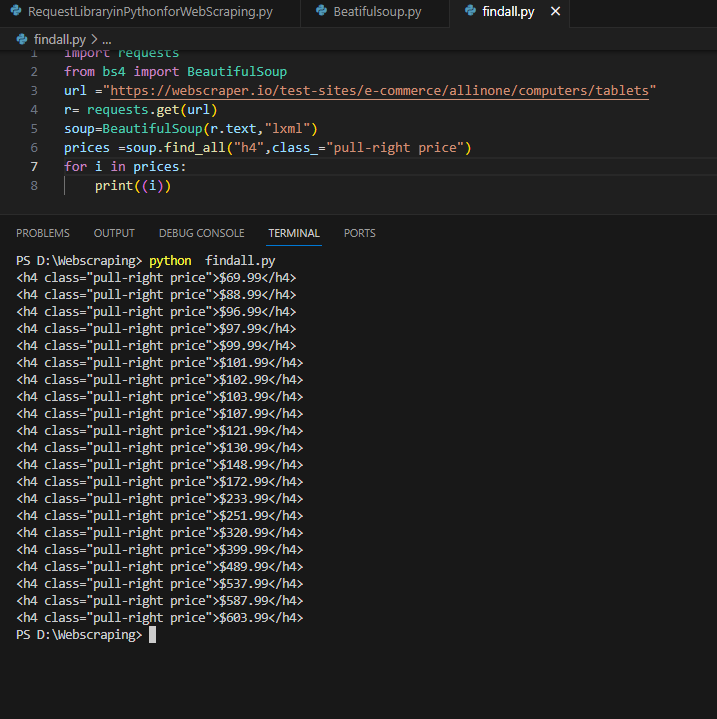 RequestLibraryinPythonforWebScraping.py Beatifulsoup.py findall.py ×
findall.py > ...
1 import requests
2 from bs4 import BeautifulSoup
3 url ="https://webscraper.io/test-sites/e-commerce/allinone/computers/tablets"
4 r= requests.get(url)
5 soup=BeautifulSoup(r.text,"lxml")
6 prices =soup.find_all("h4",class_="pull-right price")
7 for i in prices:
8     print((i))
PROBLEMS OUTPUT DEBUG CONSOLE TERMINAL PORTS
PS D:\Webscraping> python  findall.py
<h4 class="pull-right price">$69.99</h4>
<h4 class="pull-right price">$88.99</h4>
<h4 class="pull-right price">$96.99</h4>
<h4 class="pull-right price">$97.99</h4>
<h4 class="pull-right price">$99.99</h4>
<h4 class="pull-right price">$101.99</h4>
<h4 class="pull-right price">$102.99</h4>
<h4 class="pull-right price">$103.99</h4>
<h4 class="pull-right price">$107.99</h4>
<h4 class="pull-right price">$121.99</h4>
<h4 class="pull-right price">$130.99</h4>
<h4 class="pull-right price">$148.99</h4>
<h4 class="pull-right price">$172.99</h4>
<h4 class="pull-right price">$233.99</h4>
<h4 class="pull-right price">$251.99</h4>
<h4 class="pull-right price">$320.99</h4>
<h4 class="pull-right price">$399.99</h4>
<h4 class="pull-right price">$489.99</h4>
<h4 class="pull-right price">$537.99</h4>
<h4 class="pull-right price">$587.99</h4>
<h4 class="pull-right price">$603.99</h4>
PS D:\Webscraping>